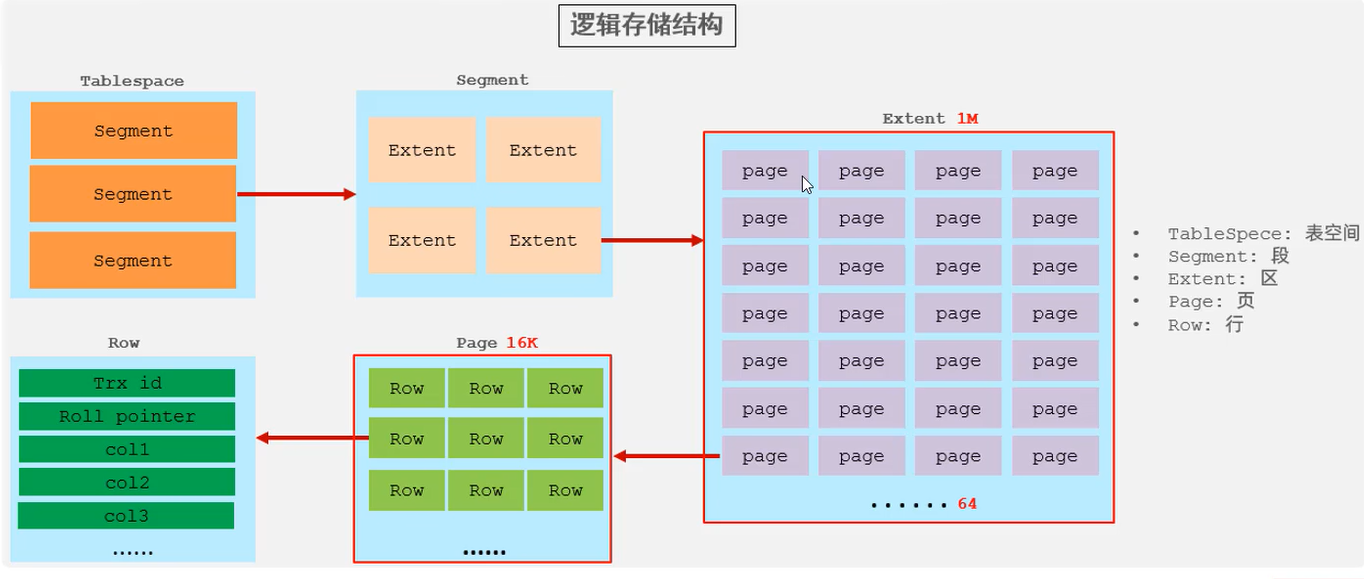 逻辑存储结构
Tablespace
Segment
Segment
Segment
Segment
Extent Extent
Extent Extent
Extent 1M
page page page page
page page page page
page page page page
page page page page
page page page page
page page page page
page page page page
······ 64
• TableSpece: 表空间
• Segment: 段
• Extent: 区
• Page: 页
• Row: 行
Row
Trx id
Roll pointer
col1
col2
col3
……
Page 16K
Row Row Row
Row Row Row
Row Row Row
……